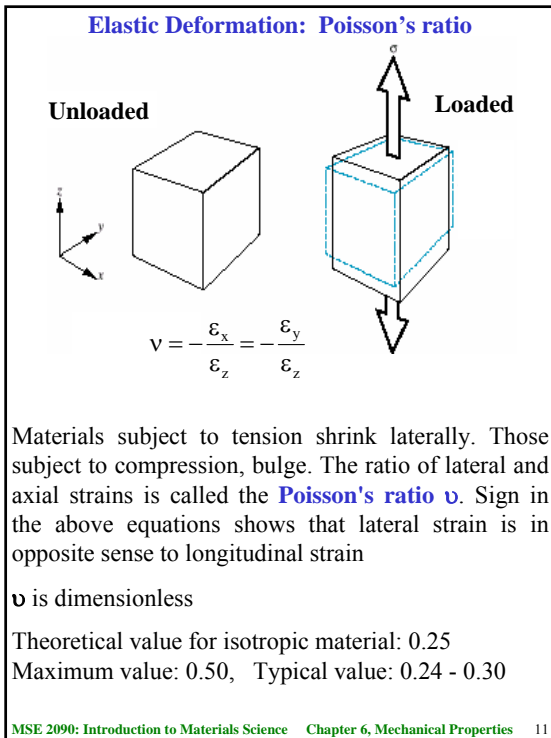 Elastic Deformation: Poisson's ratio
σ
Unloaded
Loaded
z
y
x
ν = − εx / εz = − εy / εz
Materials subject to tension shrink laterally. Those
subject to compression, bulge. The ratio of lateral and
axial strains is called the Poisson's ratio υ. Sign in
the above equations shows that lateral strain is in
opposite sense to longitudinal strain
υ is dimensionless
Theoretical value for isotropic material: 0.25
Maximum value: 0.50, Typical value: 0.24 - 0.30
MSE 2090: Introduction to Materials Science Chapter 6, Mechanical Properties 11